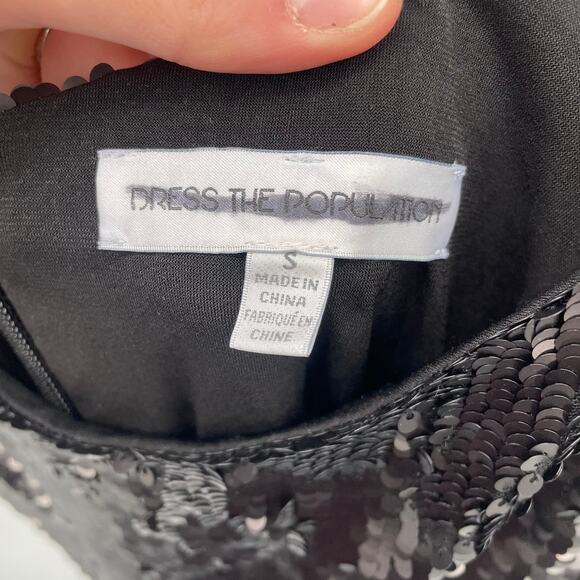 DRESS THE POPULATION
S
MADE IN
CHINA
FABRIQUÉ EN
CHINE